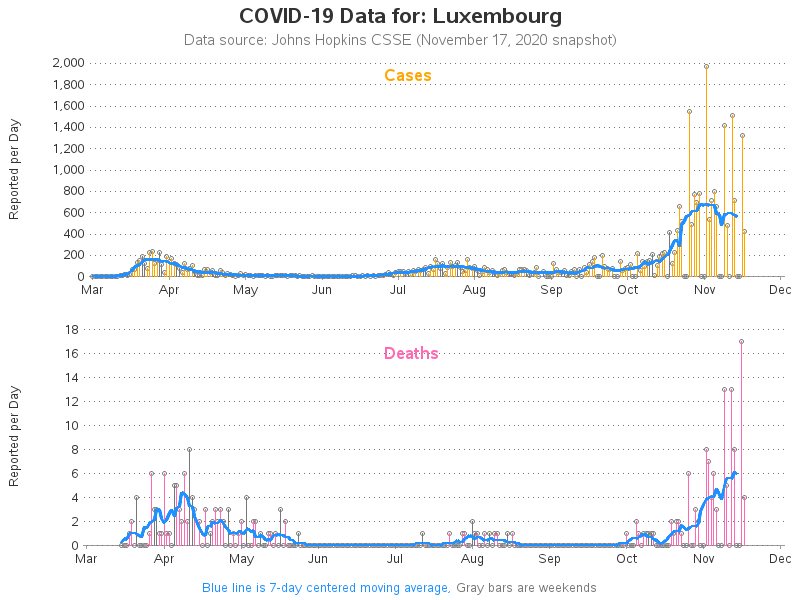 COVID-19 Data for: Luxembourg
Data source: Johns Hopkins CSSE (November 17, 2020 snapshot)
Cases
Reported per Day
2,000
1,800
1,600
1,400
1,200
1,000
800
600
400
200
0
Mar Apr May Jun Jul Aug Sep Oct Nov Dec
Deaths
Reported per Day
18
16
14
12
10
8
6
4
2
0
Mar Apr May Jun Jul Aug Sep Oct Nov Dec
Blue line is 7-day centered moving average, Gray bars are weekends